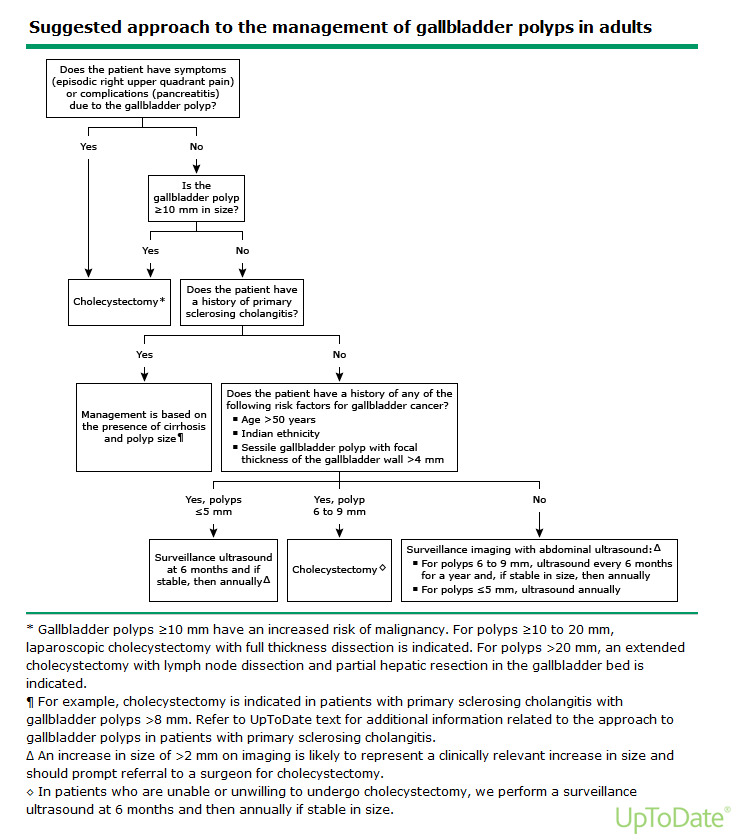 Suggested approach to the management of gallbladder polyps in adults
Does the patient have symptoms
(episodic right upper quadrant pain)
or complications (pancreatitis)
due to the gallbladder polyp?
Yes
No
Is the
gallbladder polyp
≥10 mm in size?
Yes
No
Cholecystectomy*
Does the patient have
a history of primary
sclerosing cholangitis?
Yes
No
Management is based on
the presence of cirrhosis
and polyp size¶
Does the patient have a history of any of the
following risk factors for gallbladder cancer?
▪ Age >50 years
▪ Indian ethnicity
▪ Sessile gallbladder polyp with focal
thickness of the gallbladder wall >4 mm
Yes, polyps
≤5 mm
Yes, polyp
6 to 9 mm
No
Surveillance ultrasound
at 6 months and if
stable, then annuallyΔ
Cholecystectomy◊
Surveillance imaging with abdominal ultrasound:Δ
▪ For polyps 6 to 9 mm, ultrasound every 6 months
for a year and, if stable in size, then annually
▪ For polyps ≤5 mm, ultrasound annually
* Gallbladder polyps ≥10 mm have an increased risk of malignancy. For polyps ≥10 to 20 mm,
laparoscopic cholecystectomy with full thickness dissection is indicated. For polyps >20 mm, an extended
cholecystectomy with lymph node dissection and partial hepatic resection in the gallbladder bed is
indicated.
¶ For example, cholecystectomy is indicated in patients with primary sclerosing cholangitis with
gallbladder polyps >8 mm. Refer to UpToDate text for additional information related to the approach to
gallbladder polyps in patients with primary sclerosing cholangitis.
Δ An increase in size of >2 mm on imaging is likely to represent a clinically relevant increase in size and
should prompt referral to a surgeon for cholecystectomy.
◊ In patients who are unable or unwilling to undergo cholecystectomy, we perform a surveillance
ultrasound at 6 months and then annually if stable in size.
UpToDate®